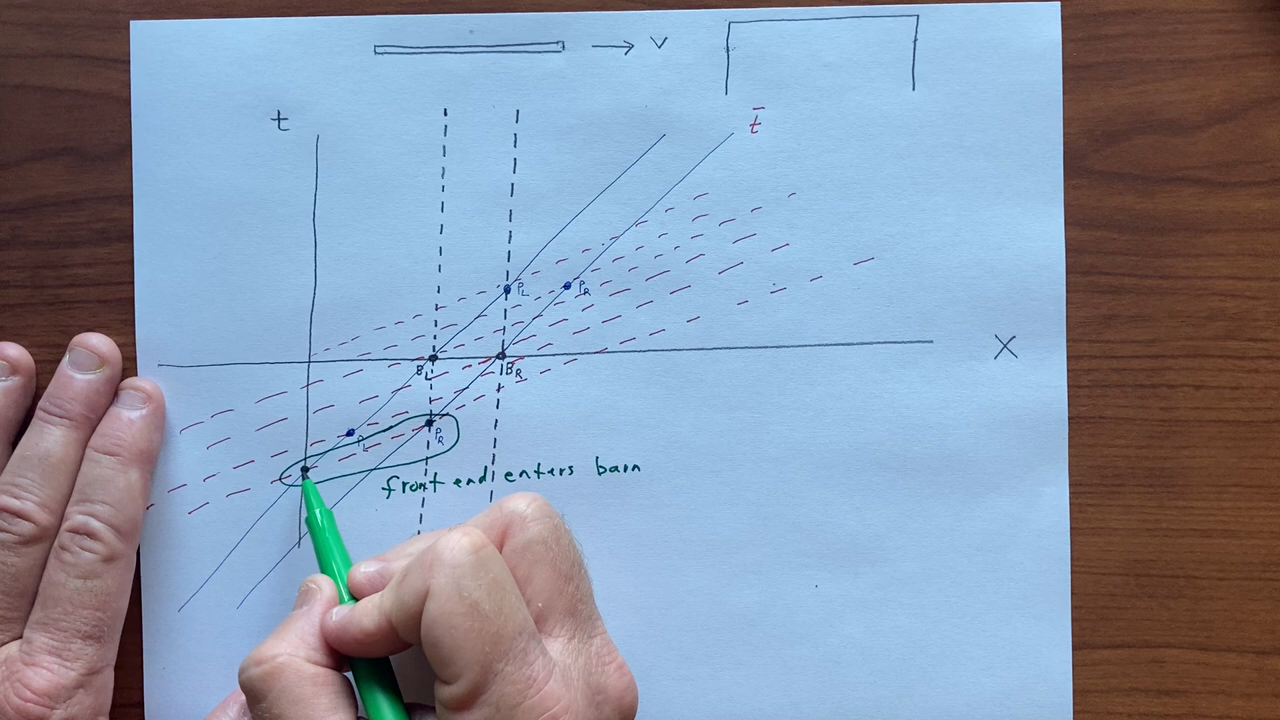 v
t
t̄
P_L P_R
X
B_L B_R
P_L P_R
front end enters barn